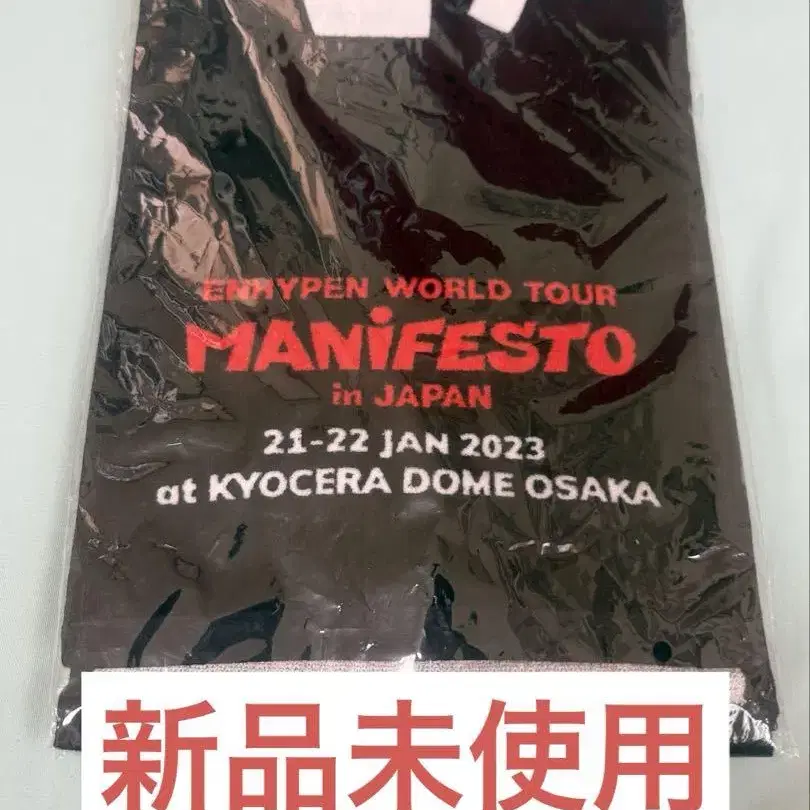 ENHYPEN WORLD TOUR
MANiFESTO
in JAPAN
21-22 JAN 2023
at KYOCERA DOME OSAKA
新品未使用